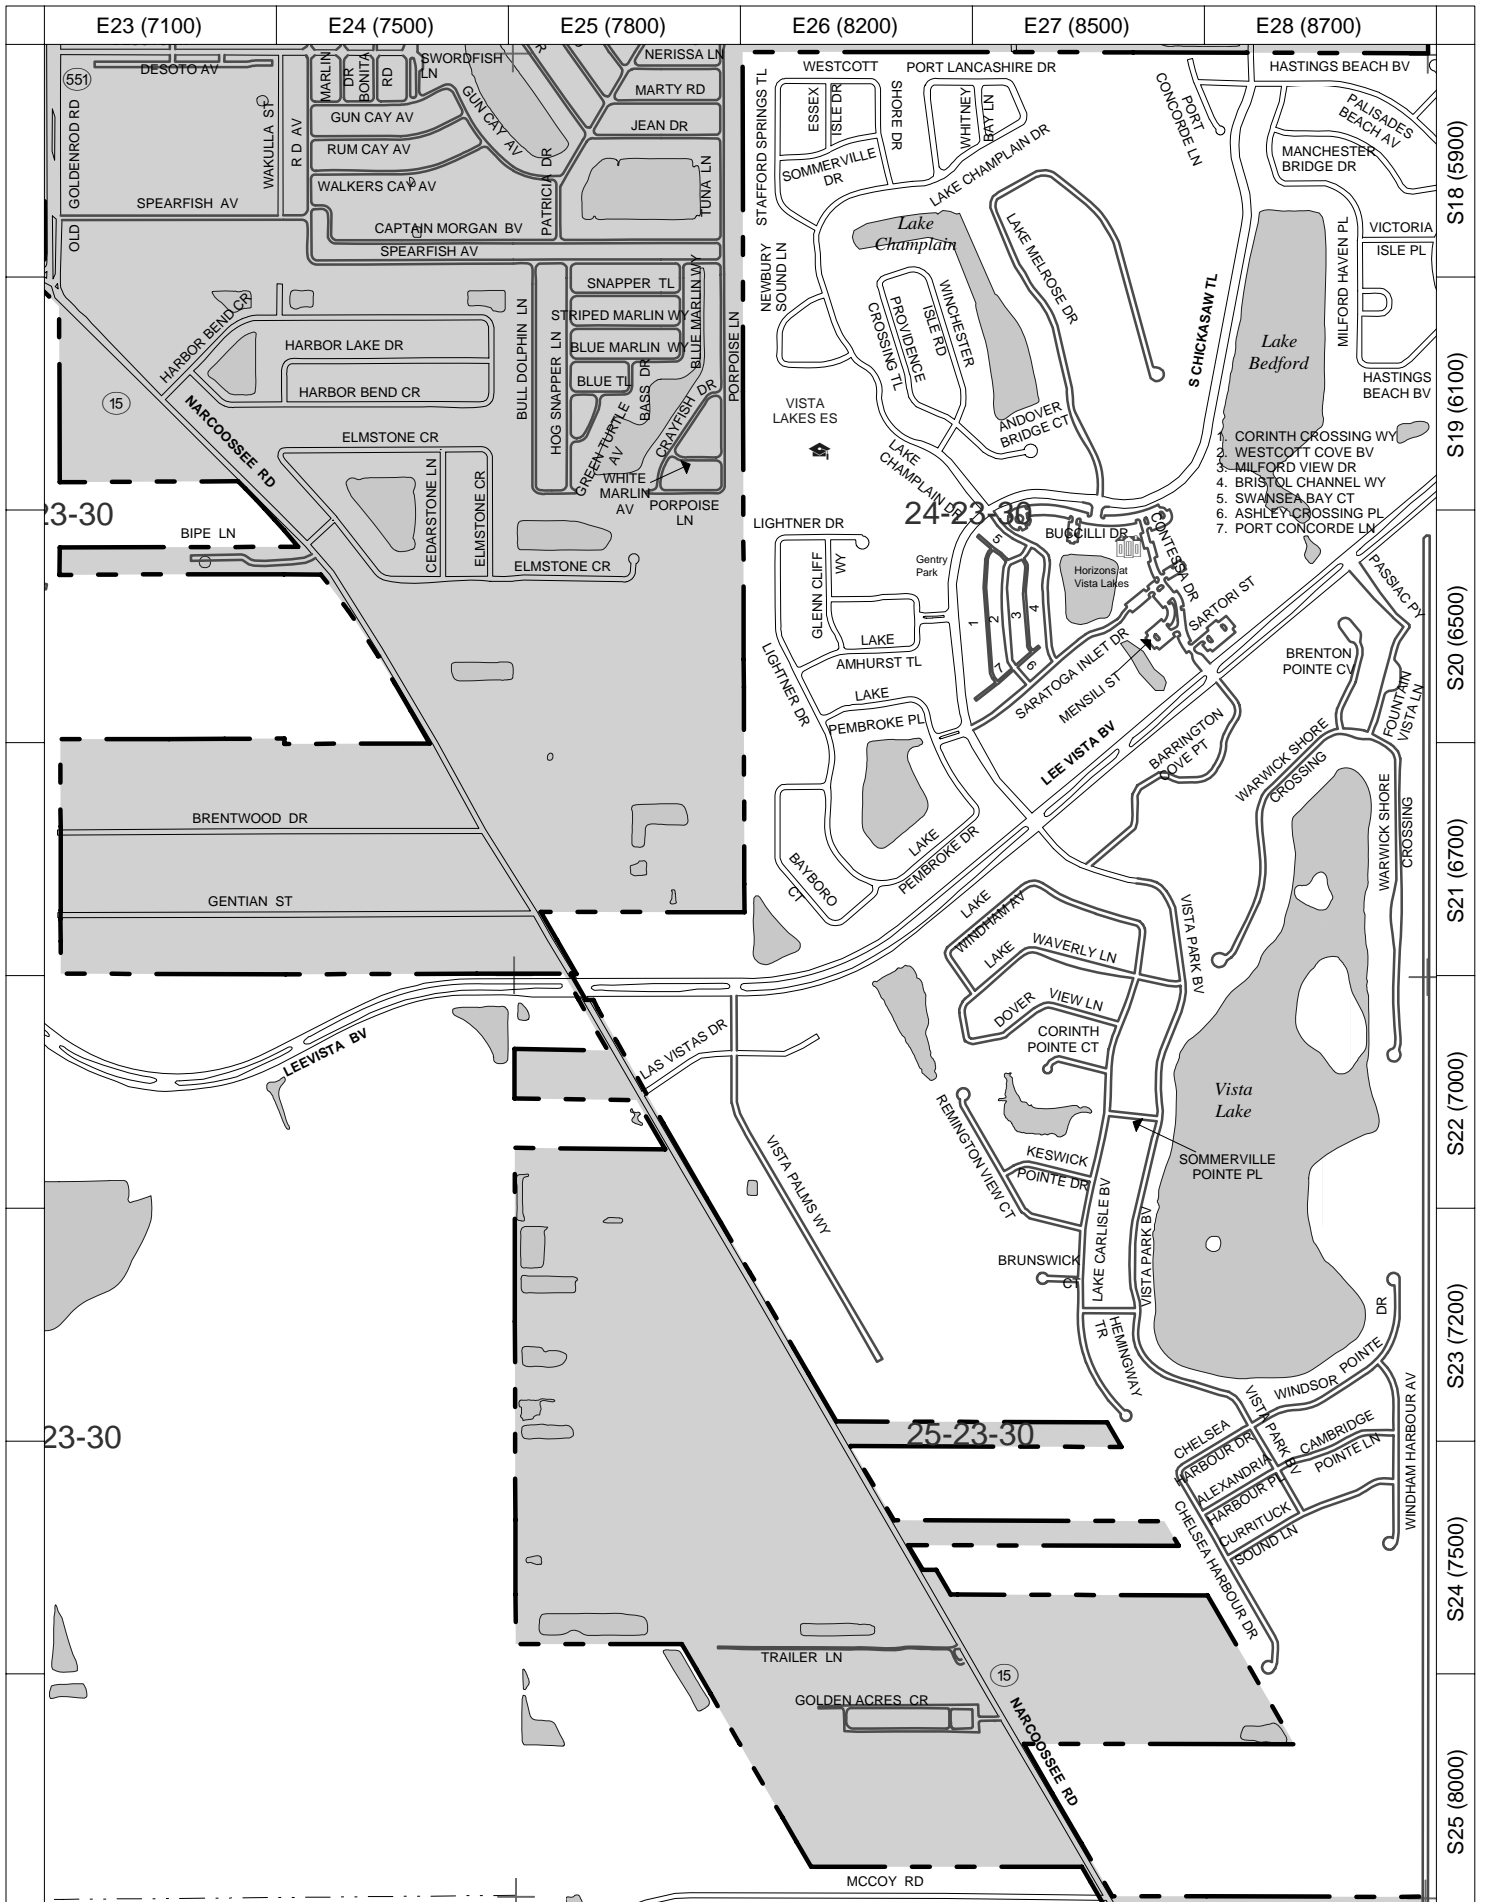 E23 (7100)
E24 (7500)
E25 (7800)
E26 (8200)
E27 (8500)
E28 (8700)
S18 (5900)
S19 (6100)
S20 (6500)
S21 (6700)
S22 (7000)
S23 (7200)
S24 (7500)
S25 (8000)
551
DESOTO AV
GOLDENROD RD
OLD
WAKULLA ST
RD AV
MARLIN
DR
BONITA
RD
SWORDFISH
LN
GUN CAY
AV
GUN CAY AV
RUM CAY AV
WALKERS CAY AV
CAPTAIN MORGAN BV
SPEARFISH AV
SPEARFISH AV
NERISSA LN
MARTY RD
JEAN DR
PATRICIA DR
TUNA LN
SNAPPER TL
STRIPED MARLIN WY
BLUE MARLIN WY
BLUE MARLIN WY
BLUE TL
BASS DR
GREEN TURTLE
AV
CRAYFISH DR
WHITE
MARLIN
AV
PORPOISE
LN
PORPOISE LN
BULL DOLPHIN LN
HOG SNAPPER LN
HARBOR BEND CR
HARBOR LAKE DR
HARBOR BEND CR
15
NARCOOSSEE RD
ELMSTONE CR
CEDARSTONE LN
ELMSTONE CR
ELMSTONE CR
23-30
BIPE LN
BRENTWOOD DR
GENTIAN ST
LEEVISTA BV
WESTCOTT
PORT LANCASHIRE DR
STAFFORD SPRINGS TL
ESSEX
ISLE DR
SHORE DR
WHITNEY
BAY LN
SOMMERVILLE
DR
LAKE CHAMPLAIN DR
Lake
Champlain
LAKE MELROSE DR
NEWBURY
SOUND LN
PROVIDENCE
CROSSING TL
WINCHESTER
ISLE RD
ANDOVER
BRIDGE CT
VISTA
LAKES ES
LAKE
CHAMPLAIN DR
PORT
CONCORDE LN
HASTINGS BEACH BV
PALISADES
BEACH AV
MANCHESTER
BRIDGE DR
MILFORD HAVEN PL
VICTORIA
ISLE PL
S CHICKASAW TL
Lake
Bedford
HASTINGS
BEACH BV
1. CORINTH CROSSING WY
2. WESTCOTT COVE BV
3. MILFORD VIEW DR
4. BRISTOL CHANNEL WY
5. SWANSEA BAY CT
6. ASHLEY CROSSING PL
7. PORT CONCORDE LN
24-23-30
LIGHTNER DR
GLENN CLIFF
WY
Gentry
Park
BUCCILLI DR
CONTESSA DR
Horizons at
Vista Lakes
1
2
3
4
5
6
7
SARTORI ST
PASSIAC PY
LAKE
AMHURST TL
LIGHTNER DR
LAKE
PEMBROKE PL
SARATOGA INLET DR
MENSILI ST
LEE VISTA BV
BRENTON
POINTE CV
FOUNTAIN
VISTA LN
BARRINGTON
COVE PT
WARWICK SHORE
CROSSING
WARWICK SHORE
CROSSING
BAYBORO
CT
LAKE
PEMBROKE DR
LAKE
WINDHAM AV
LAKE
WAVERLY LN
VISTA PARK BV
DOVER
VIEW LN
CORINTH
POINTE CT
LAS VISTAS DR
VISTA PALMS WY
REMINGTON VIEW CT
KESWICK
POINTE DR
SOMMERVILLE
POINTE PL
Vista
Lake
LAKE CARLISLE BV
VISTA PARK BV
BRUNSWICK
CT
HEMINGWAY
TR
WINDSOR
POINTE
DR
23-30
25-23-30
CHELSEA
HARBOUR DR
VISTA PARK BV
CAMBRIDGE
POINTE LN
ALEXANDRIA
HARBOUR PL
CURRITUCK
SOUND LN
CHELSEA HARBOUR DR
WINDHAM HARBOUR AV
TRAILER LN
GOLDEN ACRES CR
15
NARCOOSSEE RD
MCCOY RD